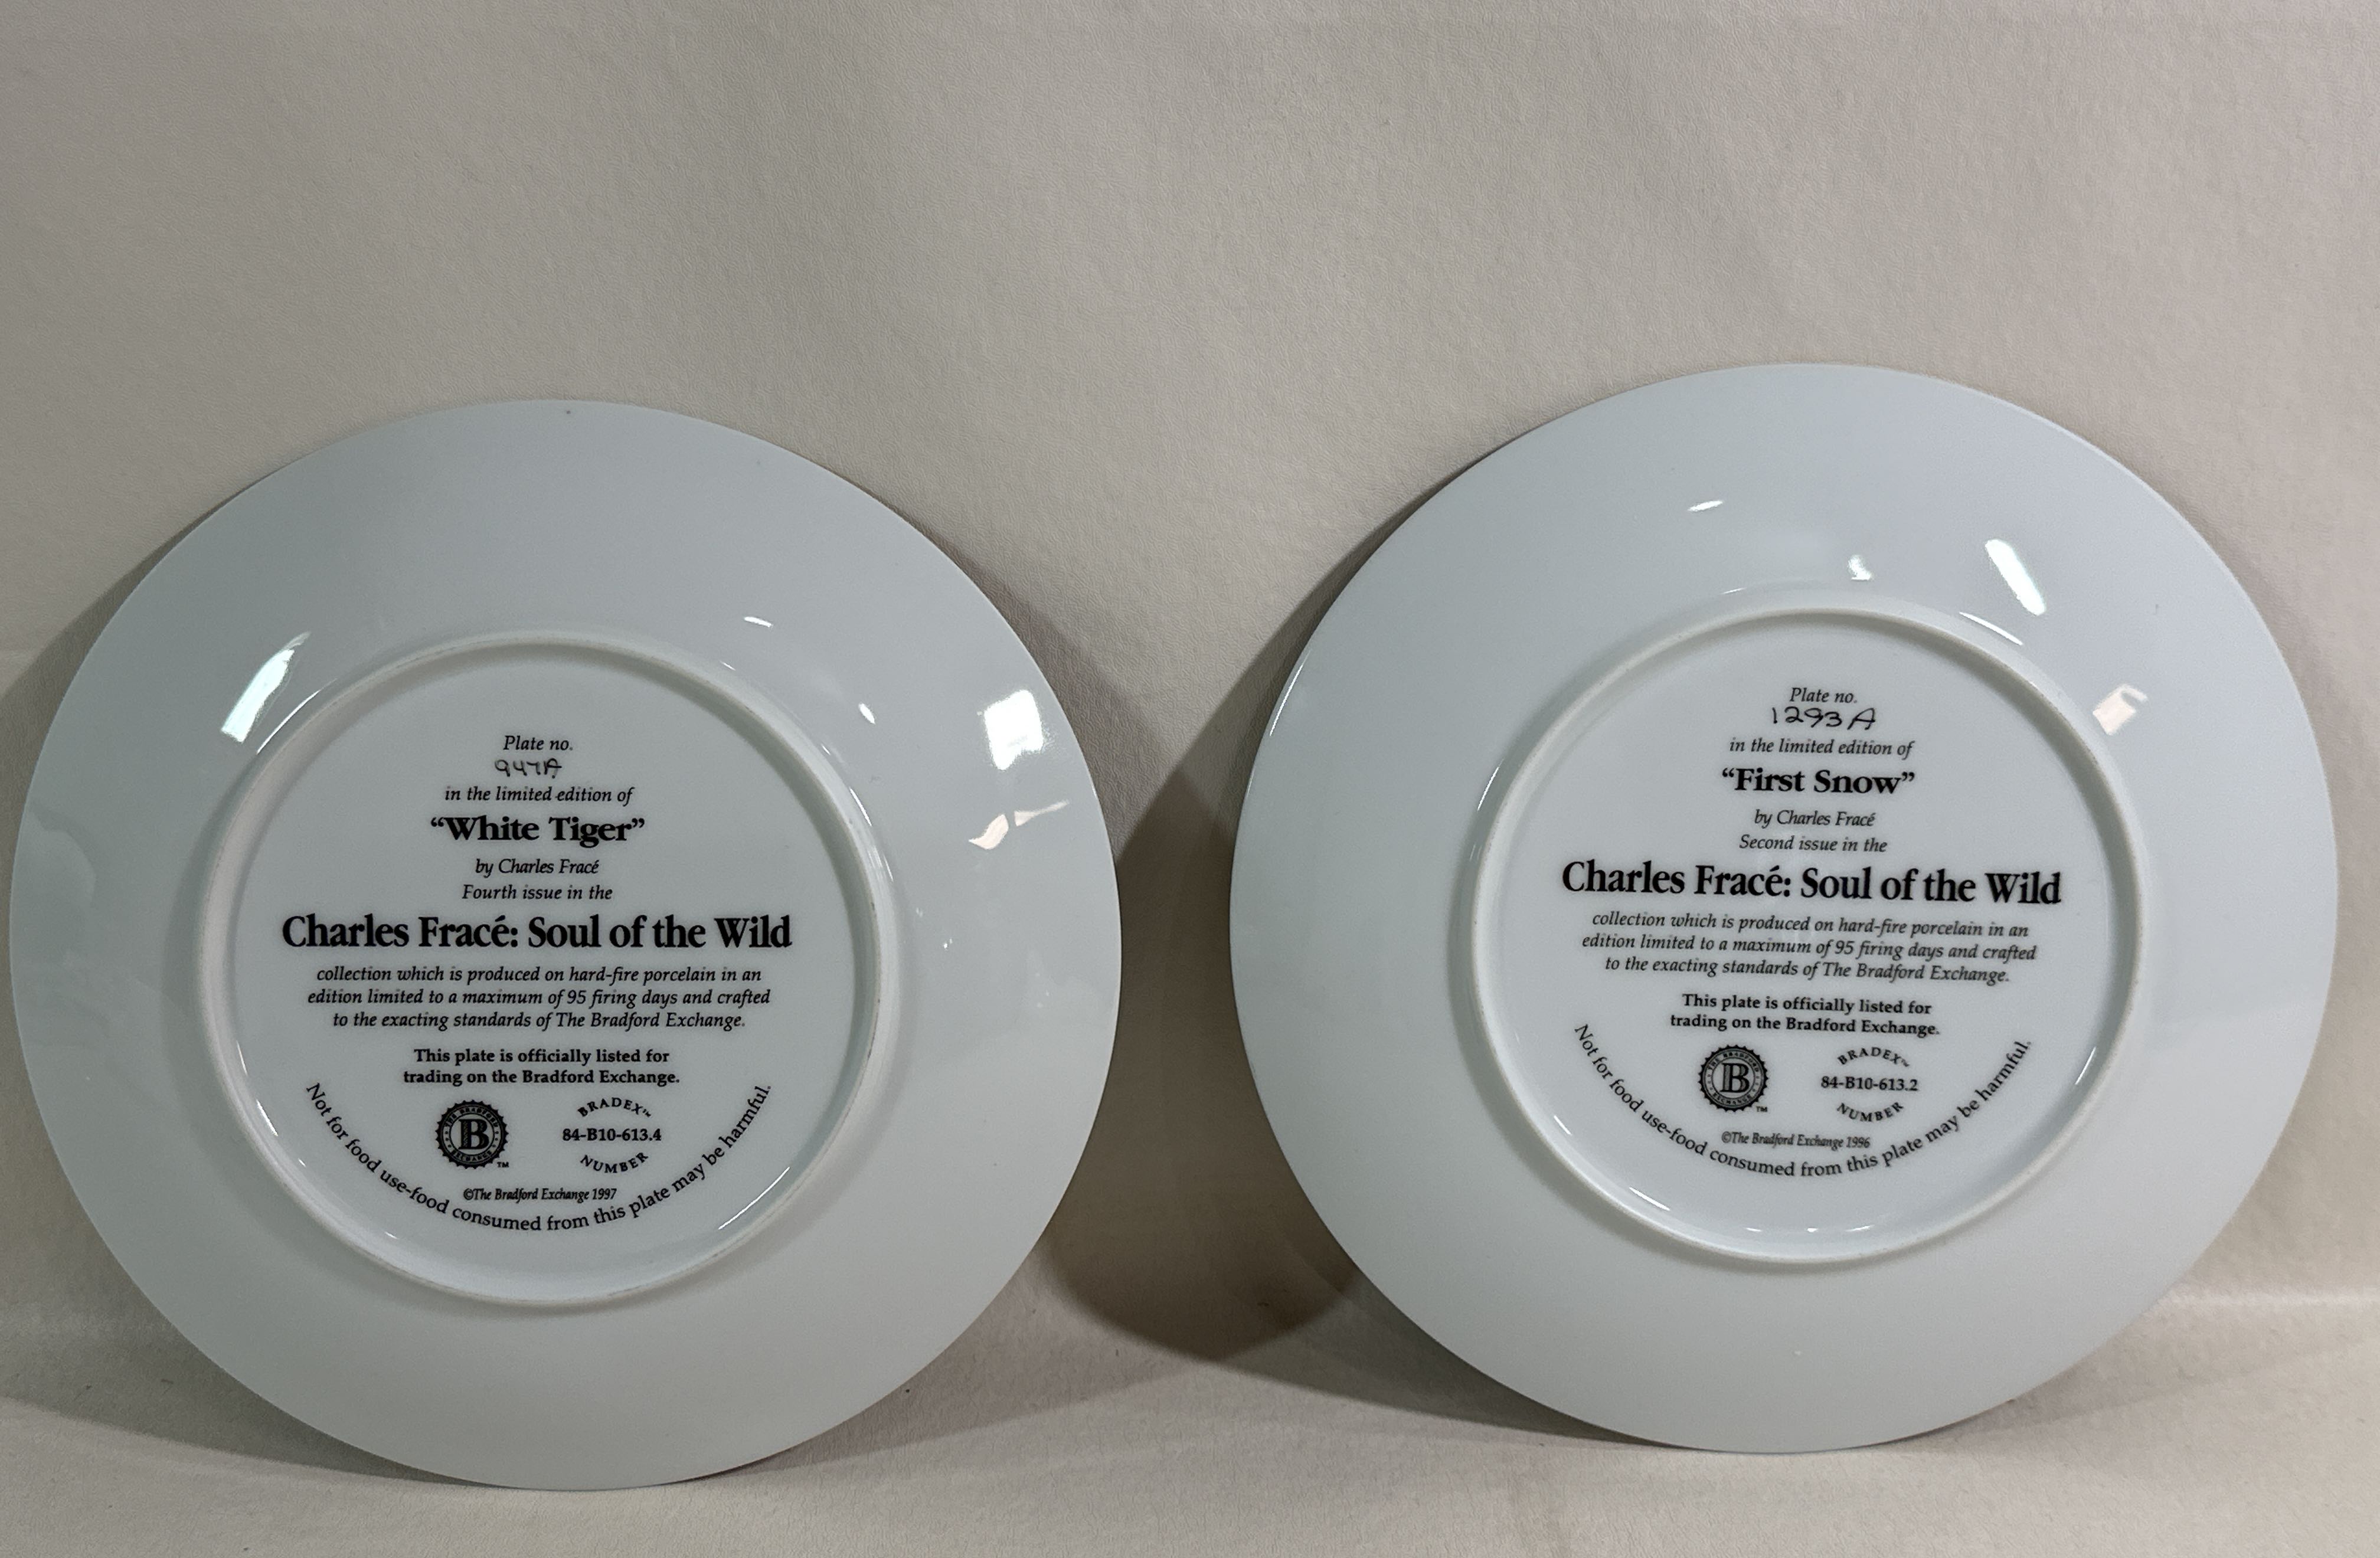 Plate no.
947A
in the limited edition of
“White Tiger”
by Charles Fracé
Fourth issue in the
Charles Fracé: Soul of the Wild
collection which is produced on hard-fire porcelain in an
edition limited to a maximum of 95 firing days and crafted
to the exacting standards of The Bradford Exchange.
This plate is officially listed for
trading on the Bradford Exchange.
THE BRADFORD
B
EXCHANGE
TM
BRADEX™
84-B10-613.4
NUMBER
©The Bradford Exchange 1997
Not for food use-food consumed from this plate may be harmful.
Plate no.
1293A
in the limited edition of
“First Snow”
by Charles Fracé
Second issue in the
Charles Fracé: Soul of the Wild
collection which is produced on hard-fire porcelain in an
edition limited to a maximum of 95 firing days and crafted
to the exacting standards of The Bradford Exchange.
This plate is officially listed for
trading on the Bradford Exchange.
THE BRADFORD
B
EXCHANGE
TM
BRADEX™
84-B10-613.2
NUMBER
©The Bradford Exchange 1996
Not for food use-food consumed from this plate may be harmful.